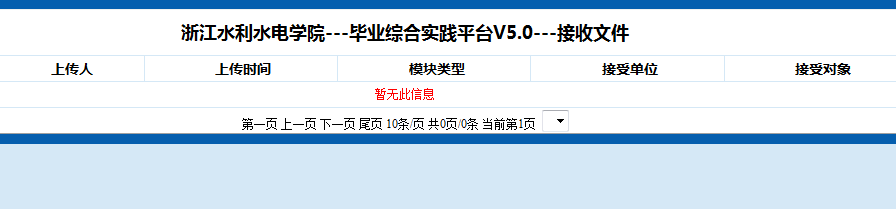 浙江水利水电学院---毕业综合实践平台V5.0---接收文件
上传人 上传时间 模块类型 接受单位 接受对象
暂无此信息
第一页 上一页 下一页 尾页 10条/页 共0页/0条 当前第1页